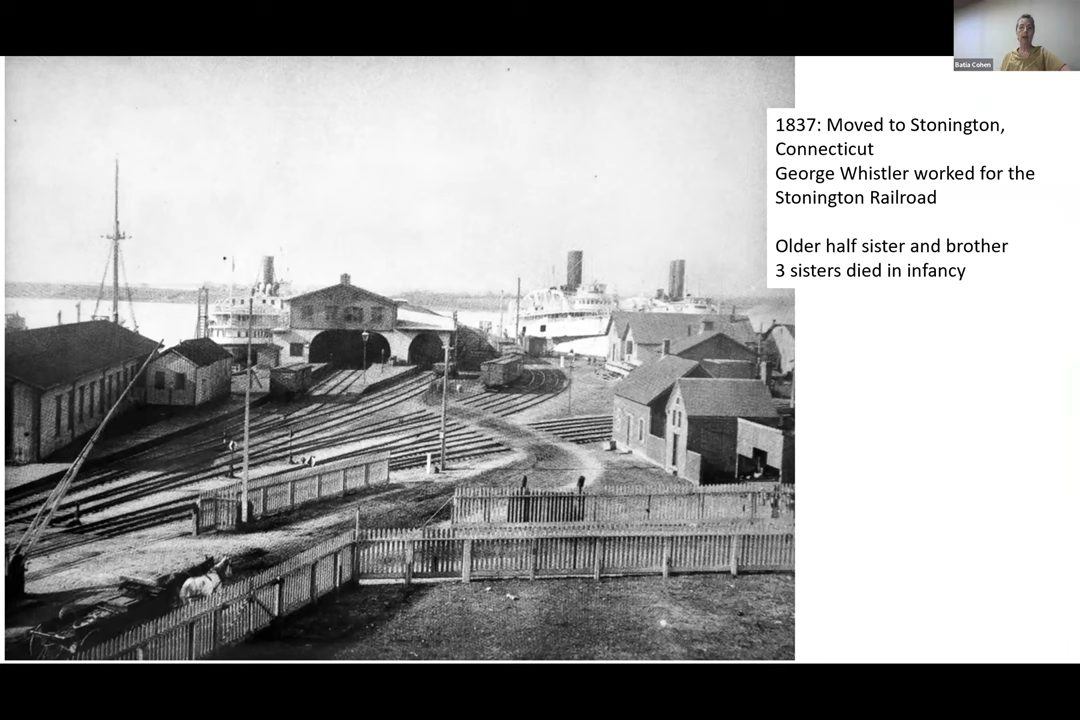 Batia Cohen
1837: Moved to Stonington,
Connecticut
George Whistler worked for the
Stonington Railroad
Older half sister and brother
3 sisters died in infancy